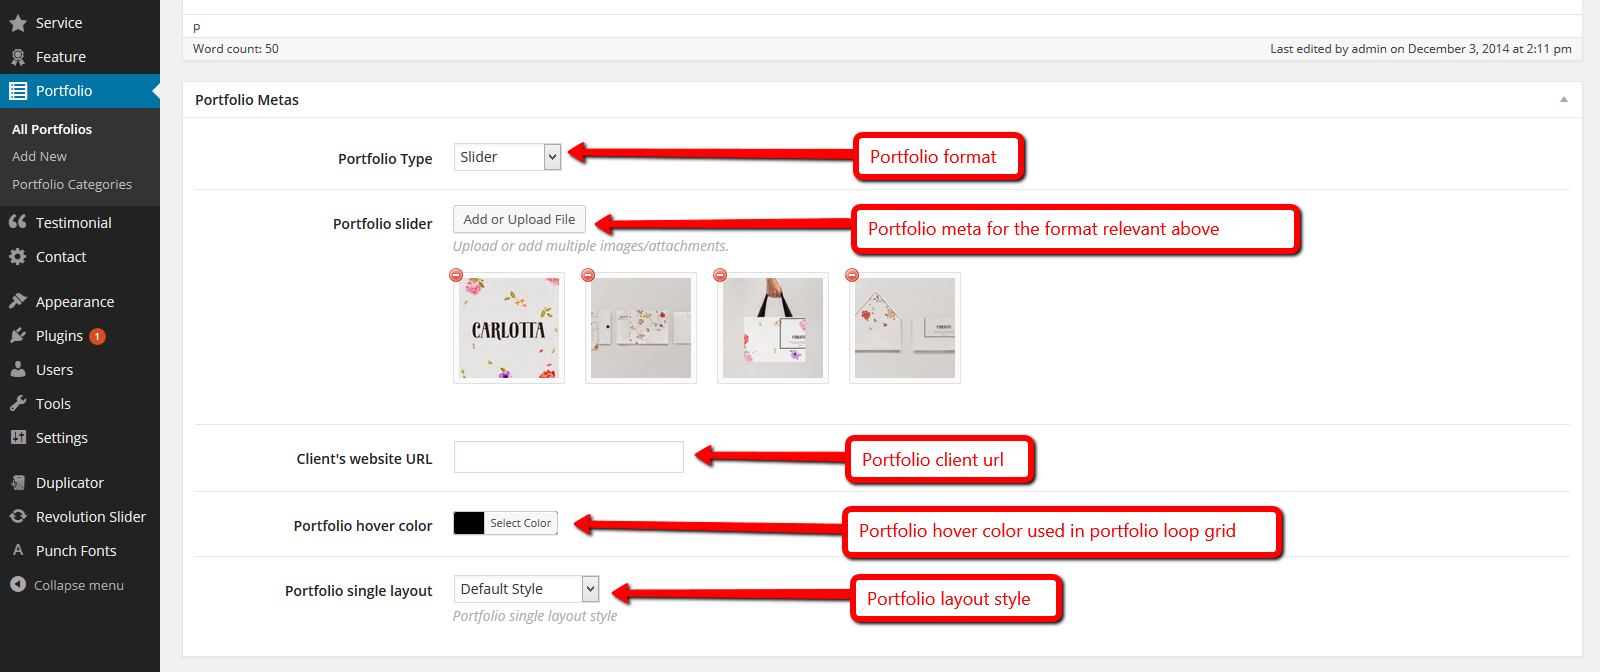 Service
Feature
Portfolio
All Portfolios
Add New
Portfolio Categories
Testimonial
Contact
Appearance
Plugins 1
Users
Tools
Settings
Duplicator
Revolution Slider
Punch Fonts
Collapse menu
p
Word count: 50
Last edited by admin on December 3, 2014 at 2:11 pm
Portfolio Metas
Portfolio Type
Slider
Portfolio format
Portfolio slider
Add or Upload File
Portfolio meta for the format relevant above
Upload or add multiple images/attachments.
CARLOTTA
Client's website URL
Portfolio client url
Portfolio hover color
Select Color
Portfolio hover color used in portfolio loop grid
Portfolio single layout
Default Style
Portfolio layout style
Portfolio single layout style